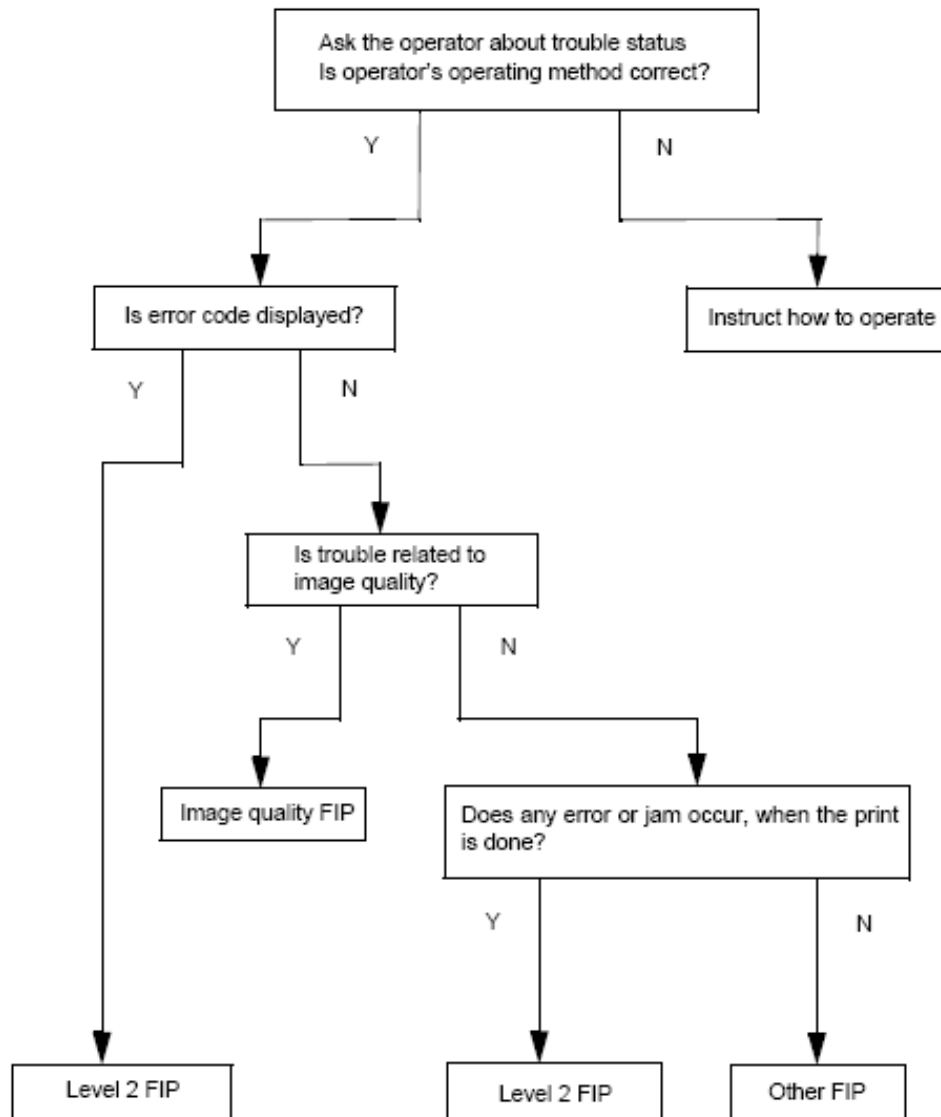 Ask the operator about trouble status
Is operator's operating method correct?
Y
N
Is error code displayed?
Instruct how to operate
Y
N
Is trouble related to
image quality?
Y
N
Image quality FIP
Does any error or jam occur, when the print
is done?
Y
N
Level 2 FIP
Level 2 FIP
Other FIP